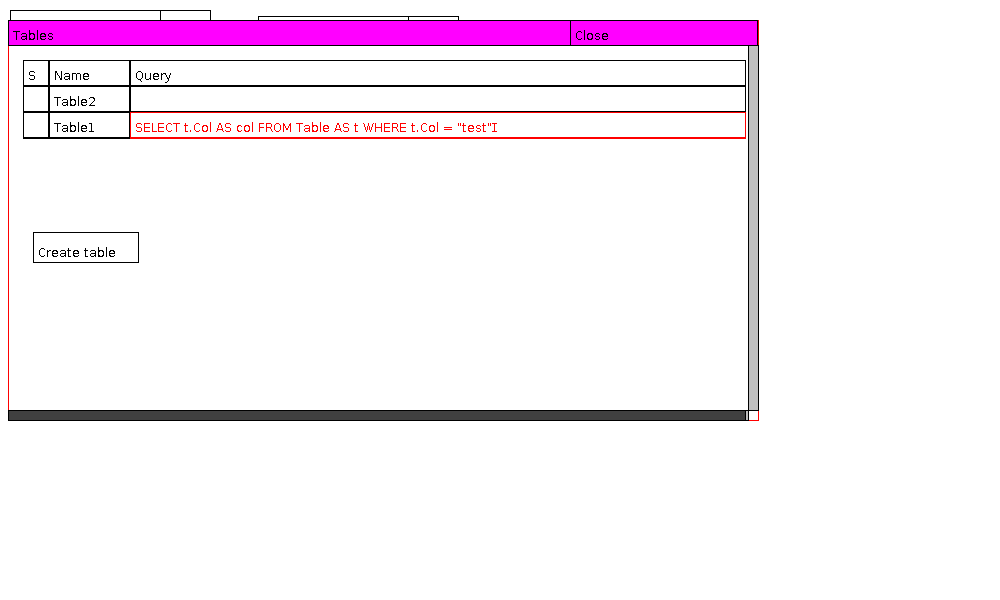 Tables Close
S Name Query
Table2
Table1 SELECT t.Col AS col FROM Table AS t WHERE t.Col = "test"I
Create table